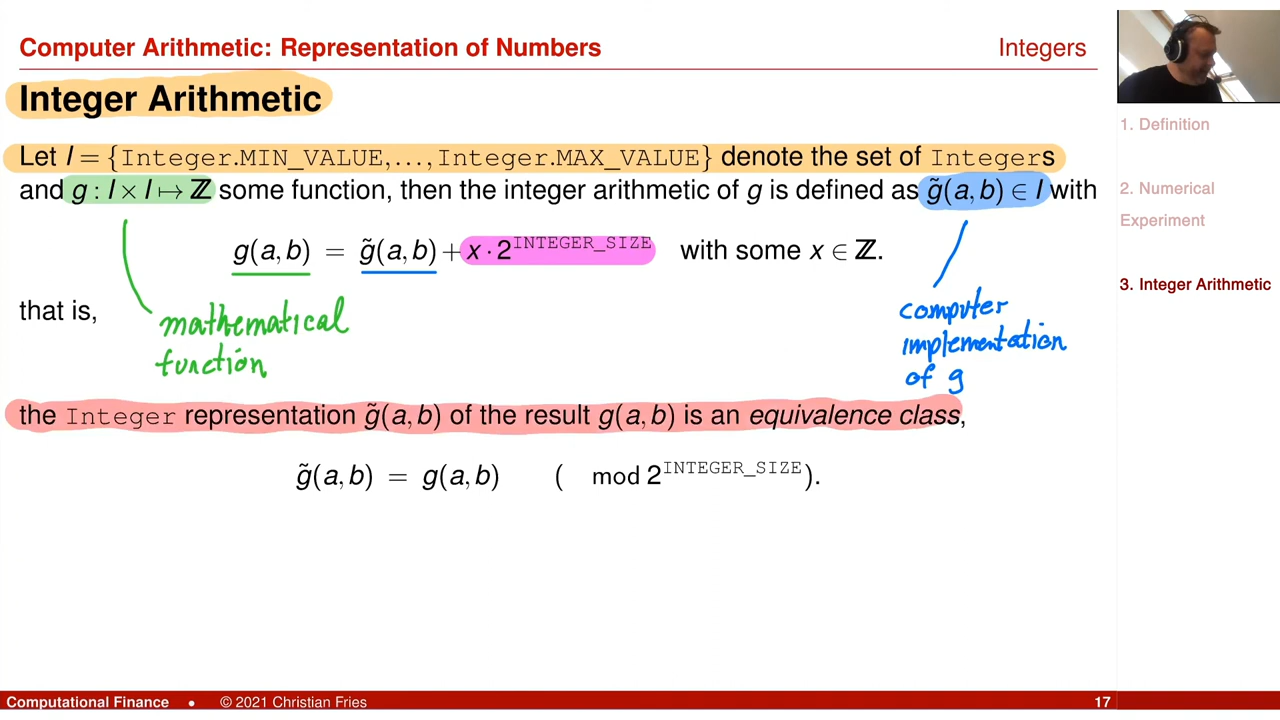 Computer Arithmetic: Representation of Numbers
Integers
Integer Arithmetic
Let I = {Integer.MIN_VALUE,...,Integer.MAX_VALUE} denote the set of Integers
and g : I × I ↦ ℤ some function, then the integer arithmetic of g is defined as g̃(a,b) ∈ I with
g(a,b) = g̃(a,b) + x · 2^INTEGER_SIZE with some x ∈ ℤ.
that is,
mathematical
function
computer
implementation
of g
the Integer representation g̃(a,b) of the result g(a,b) is an equivalence class,
g̃(a,b) = g(a,b) ( mod 2^INTEGER_SIZE).
1. Definition
2. Numerical
Experiment
3. Integer Arithmetic
Computational Finance • © 2021 Christian Fries
17